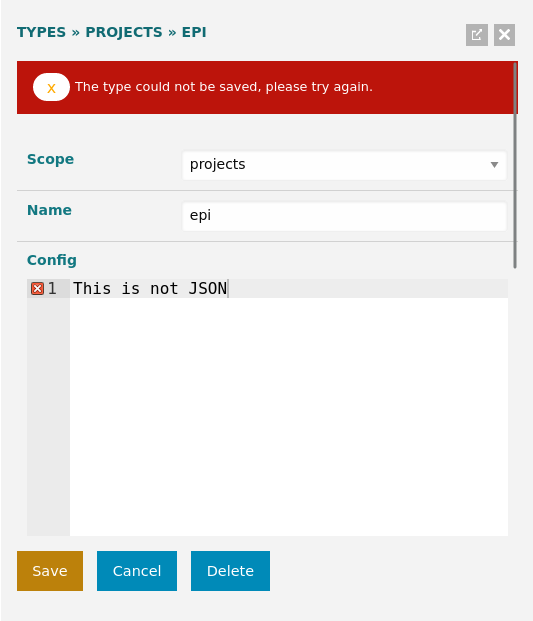 TYPES » PROJECTS » EPI
x The type could not be saved, please try again.
Scope projects
Name epi
Config
1 This is not JSON
Save Cancel Delete